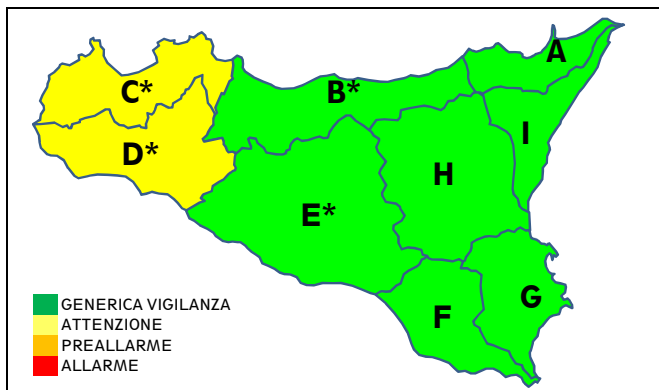 A
C*
B*
I
D*
H
E*
G
F
GENERICA VIGILANZA
ATTENZIONE
PREALLARME
ALLARME